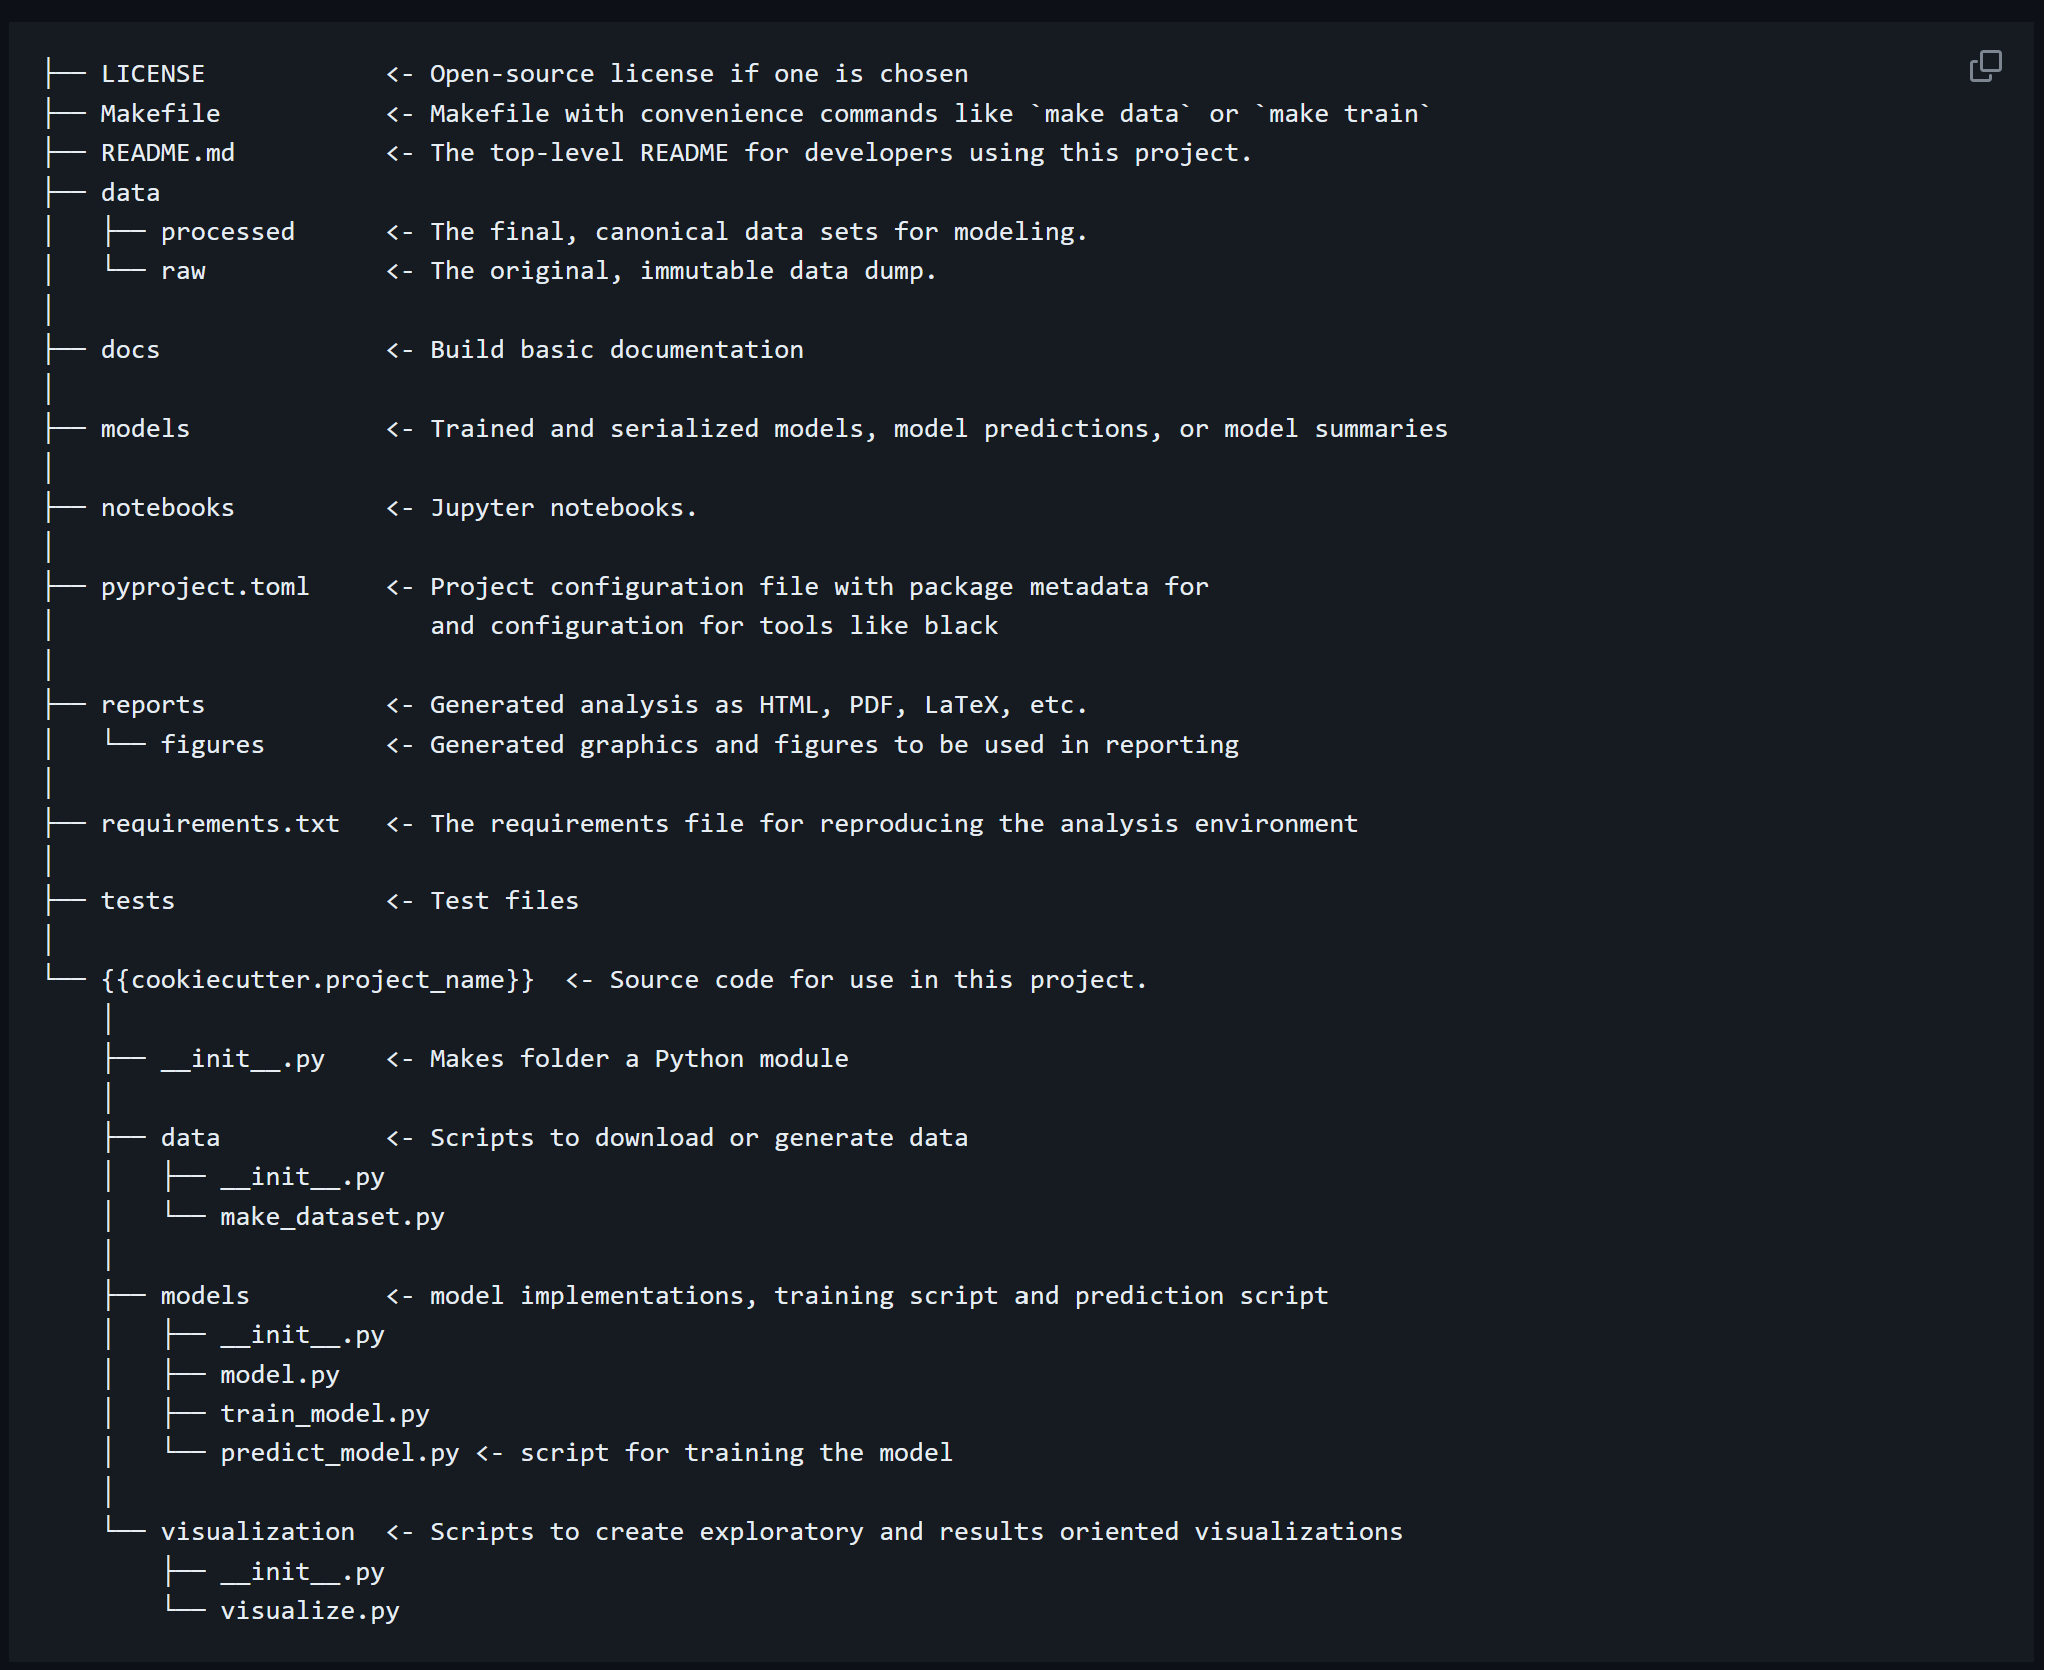 ├── LICENSE            <- Open-source license if one is chosen
├── Makefile           <- Makefile with convenience commands like `make data` or `make train`
├── README.md          <- The top-level README for developers using this project.
├── data
│   ├── processed      <- The final, canonical data sets for modeling.
│   └── raw            <- The original, immutable data dump.
│
├── docs               <- Build basic documentation
│
├── models             <- Trained and serialized models, model predictions, or model summaries
│
├── notebooks          <- Jupyter notebooks.
│
├── pyproject.toml     <- Project configuration file with package metadata for
│                         and configuration for tools like black
│
├── reports            <- Generated analysis as HTML, PDF, LaTeX, etc.
│   └── figures        <- Generated graphics and figures to be used in reporting
│
├── requirements.txt   <- The requirements file for reproducing the analysis environment
│
├── tests              <- Test files
│
└── {{cookiecutter.project_name}}  <- Source code for use in this project.
    │
    ├── __init__.py    <- Makes folder a Python module
    │
    ├── data           <- Scripts to download or generate data
    │   ├── __init__.py
    │   └── make_dataset.py
    │
    ├── models         <- model implementations, training script and prediction script
    │   ├── __init__.py
    │   ├── model.py
    │   ├── train_model.py
    │   └── predict_model.py <- script for training the model
    │
    └── visualization  <- Scripts to create exploratory and results oriented visualizations
        ├── __init__.py
        └── visualize.py